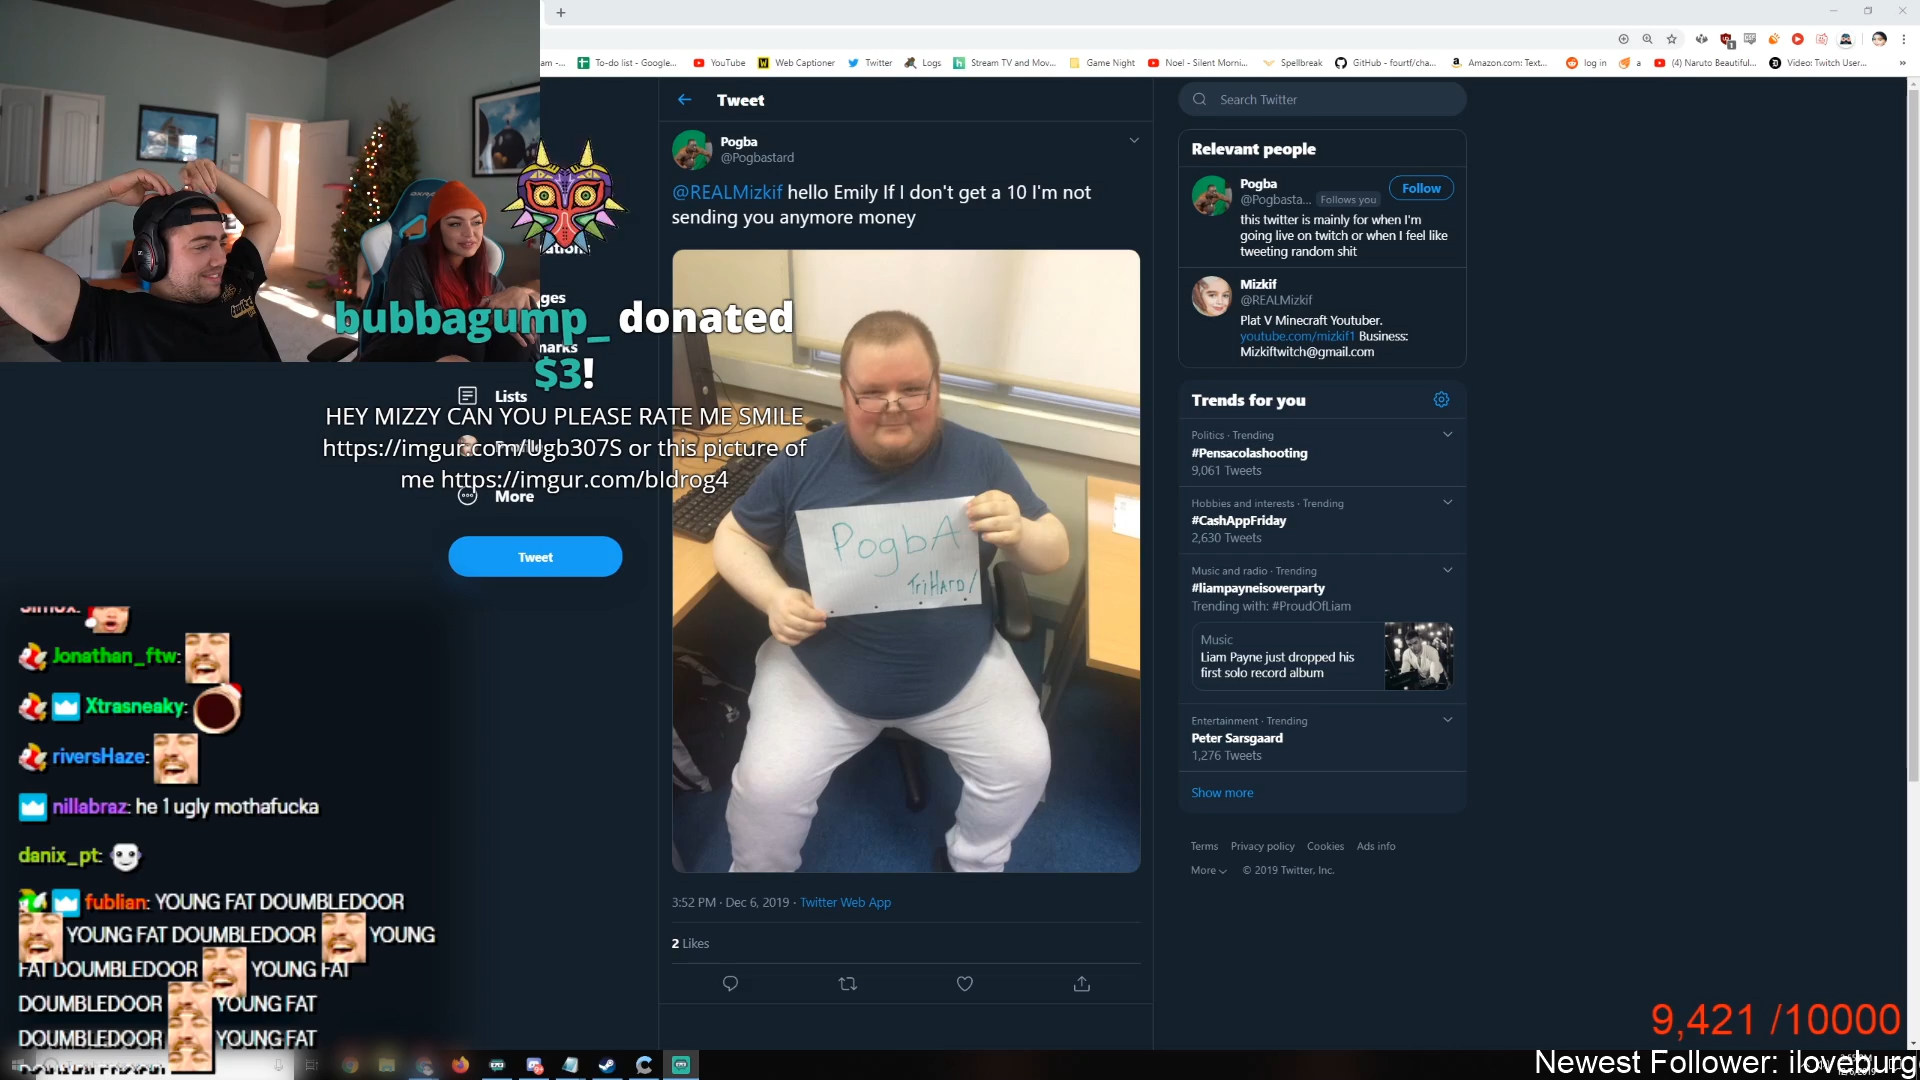 To-do list - Google...
YouTube
Web Captioner
Twitter
Logs
Stream TV and Mov...
Game Night
Noel - Silent Morni...
Spellbreak
GitHub - fourtf/cha...
Amazon.com: Text...
log in
a
(4) Naruto Beautiful...
Video: Twitch User...
Tweet
Pogba
@Pogbastard
@REALMizkif hello Emily If I don't get a 10 I'm not
sending you anymore money
PogbA
TriHARD/
3:52 PM · Dec 6, 2019 · Twitter Web App
2 Likes
Search Twitter
Relevant people
Pogba
@Pogbasta... Follows you
Follow
this twitter is mainly for when I'm
going live on twitch or when I feel like
tweeting random shit
Mizkif
@REALMizkif
Plat V Minecraft Youtuber.
youtube.com/mizkif1 Business:
Mizkiftwitch@gmail.com
Trends for you
Politics · Trending
#Pensacolashooting
9,061 Tweets
Hobbies and interests · Trending
#CashAppFriday
2,630 Tweets
Music and radio · Trending
#liampayneisoverparty
Trending with: #ProudOfLiam
Music
Liam Payne just dropped his
first solo record album
Entertainment · Trending
Peter Sarsgaard
1,276 Tweets
Show more
Terms Privacy policy Cookies Ads info
More © 2019 Twitter, Inc.
bubbagump_ donated
$3!
HEY MIZZY CAN YOU PLEASE RATE ME SMILE
https://imgur.com/Ugb307S or this picture of
me https://imgur.com/bldrog4
Lists
More
Tweet
Jonathan_ftw:
Xtrasneaky:
riversHaze:
nillabraz: he 1 ugly mothafucka
danix_pt:
fublian: YOUNG FAT DOUMBLEDOOR
YOUNG FAT DOUMBLEDOOR YOUNG
FAT DOUMBLEDOOR YOUNG FAT
DOUMBLEDOOR YOUNG FAT
DOUMBLEDOOR YOUNG FAT
9,421 /10000
Newest Follower: iloveburg